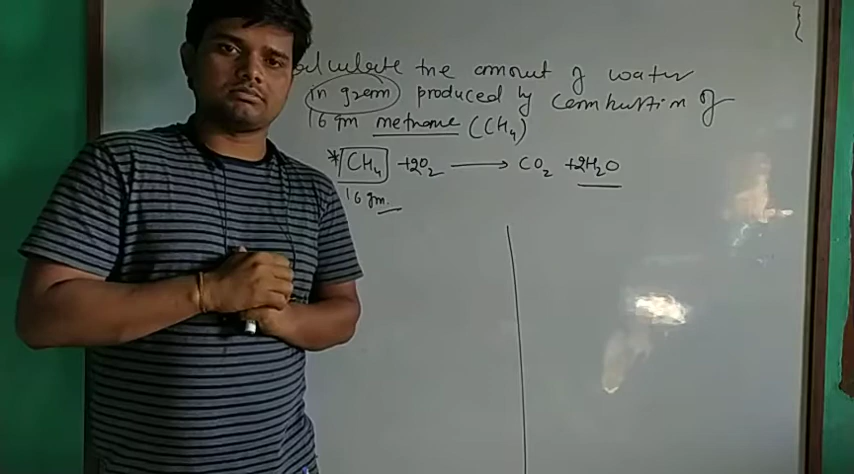 Calculate the amount of water
in gram produced by Combustion of
16 gm methane (CH4)
*CH4 +2O2 → CO2 +2H2O
16 gm.